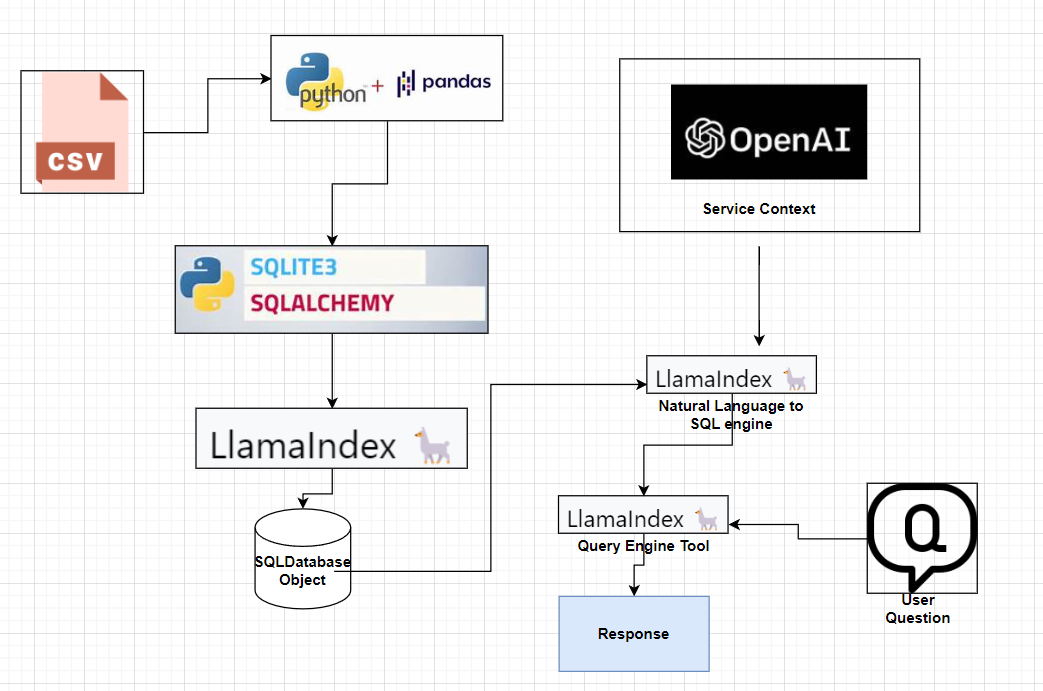 CSV
python + pandas
OpenAI
Service Context
SQLITE3
SQLALCHEMY
LlamaIndex
SQLDatabase
Object
LlamaIndex
Natural Language to
SQL engine
LlamaIndex
Query Engine Tool
Q
User
Question
Response